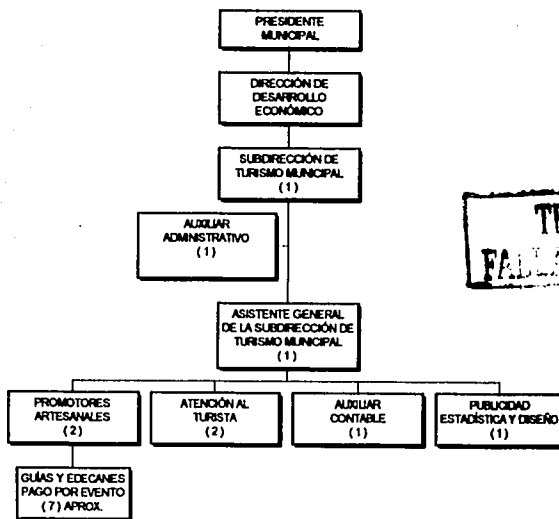 PRESIDENTE
MUNICIPAL
DIRECCIÓN DE
DESARROLLO
ECONÓMICO
SUBDIRECCIÓN DE
TURISMO MUNICIPAL
( 1 )
AUXILIAR
ADMINISTRATIVO
( 1 )
ASISTENTE GENERAL
DE LA SUBDIRECCIÓN DE
TURISMO MUNICIPAL
( 1 )
PROMOTORES
ARTESANALES
( 2 )
ATENCIÓN AL
TURISTA
( 2 )
AUXILIAR
CONTABLE
( 1 )
PUBLICIDAD
ESTADÍSTICA Y DISEÑO
( 1 )
GUÍAS Y EDECANES
PAGO POR EVENTO
( 7 ) APROX.